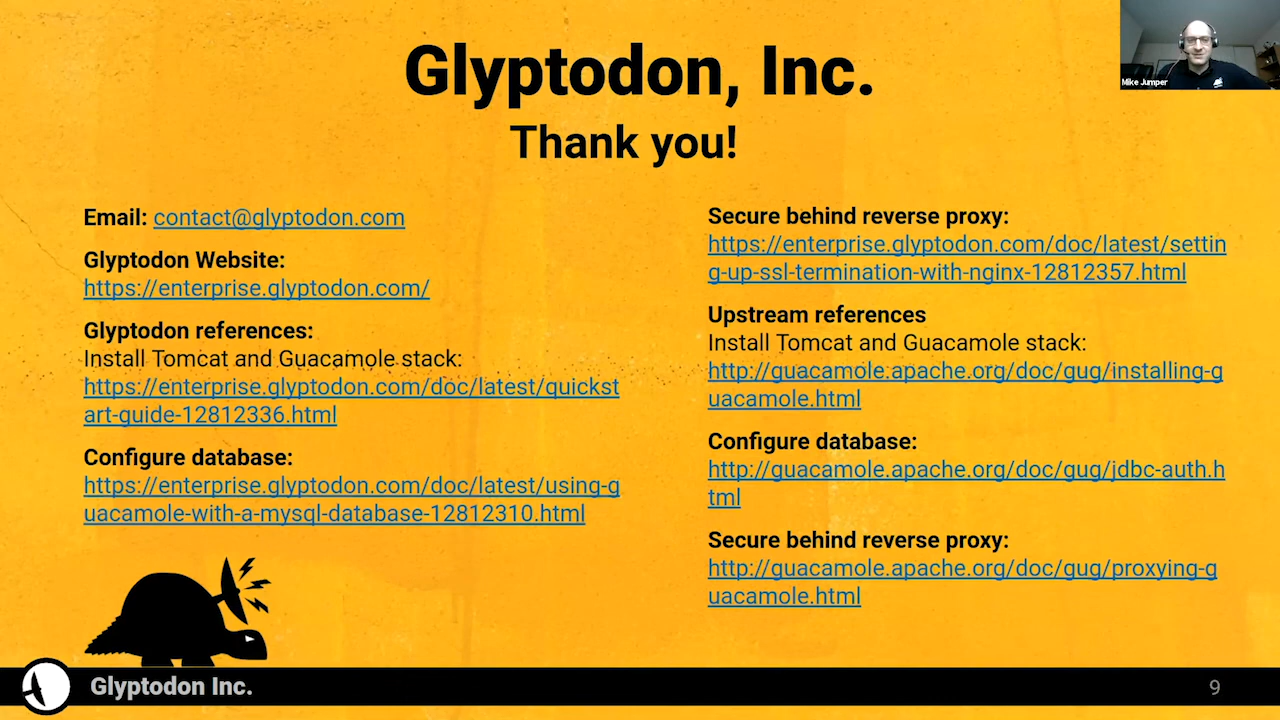 Glyptodon, Inc.
Thank you!
Mike Jumper
Email: contact@glyptodon.com
Glyptodon Website:
https://enterprise.glyptodon.com/
Glyptodon references:
Install Tomcat and Guacamole stack:
https://enterprise.glyptodon.com/doc/latest/quickst
art-guide-12812336.html
Configure database:
https://enterprise.glyptodon.com/doc/latest/using-g
uacamole-with-a-mysql-database-12812310.html
Secure behind reverse proxy:
https://enterprise.glyptodon.com/doc/latest/settin
g-up-ssl-termination-with-nginx-12812357.html
Upstream references
Install Tomcat and Guacamole stack:
http://guacamole.apache.org/doc/gug/installing-g
uacamole.html
Configure database:
http://guacamole.apache.org/doc/gug/jdbc-auth.h
tml
Secure behind reverse proxy:
http://guacamole.apache.org/doc/gug/proxying-g
uacamole.html
Glyptodon Inc.
9